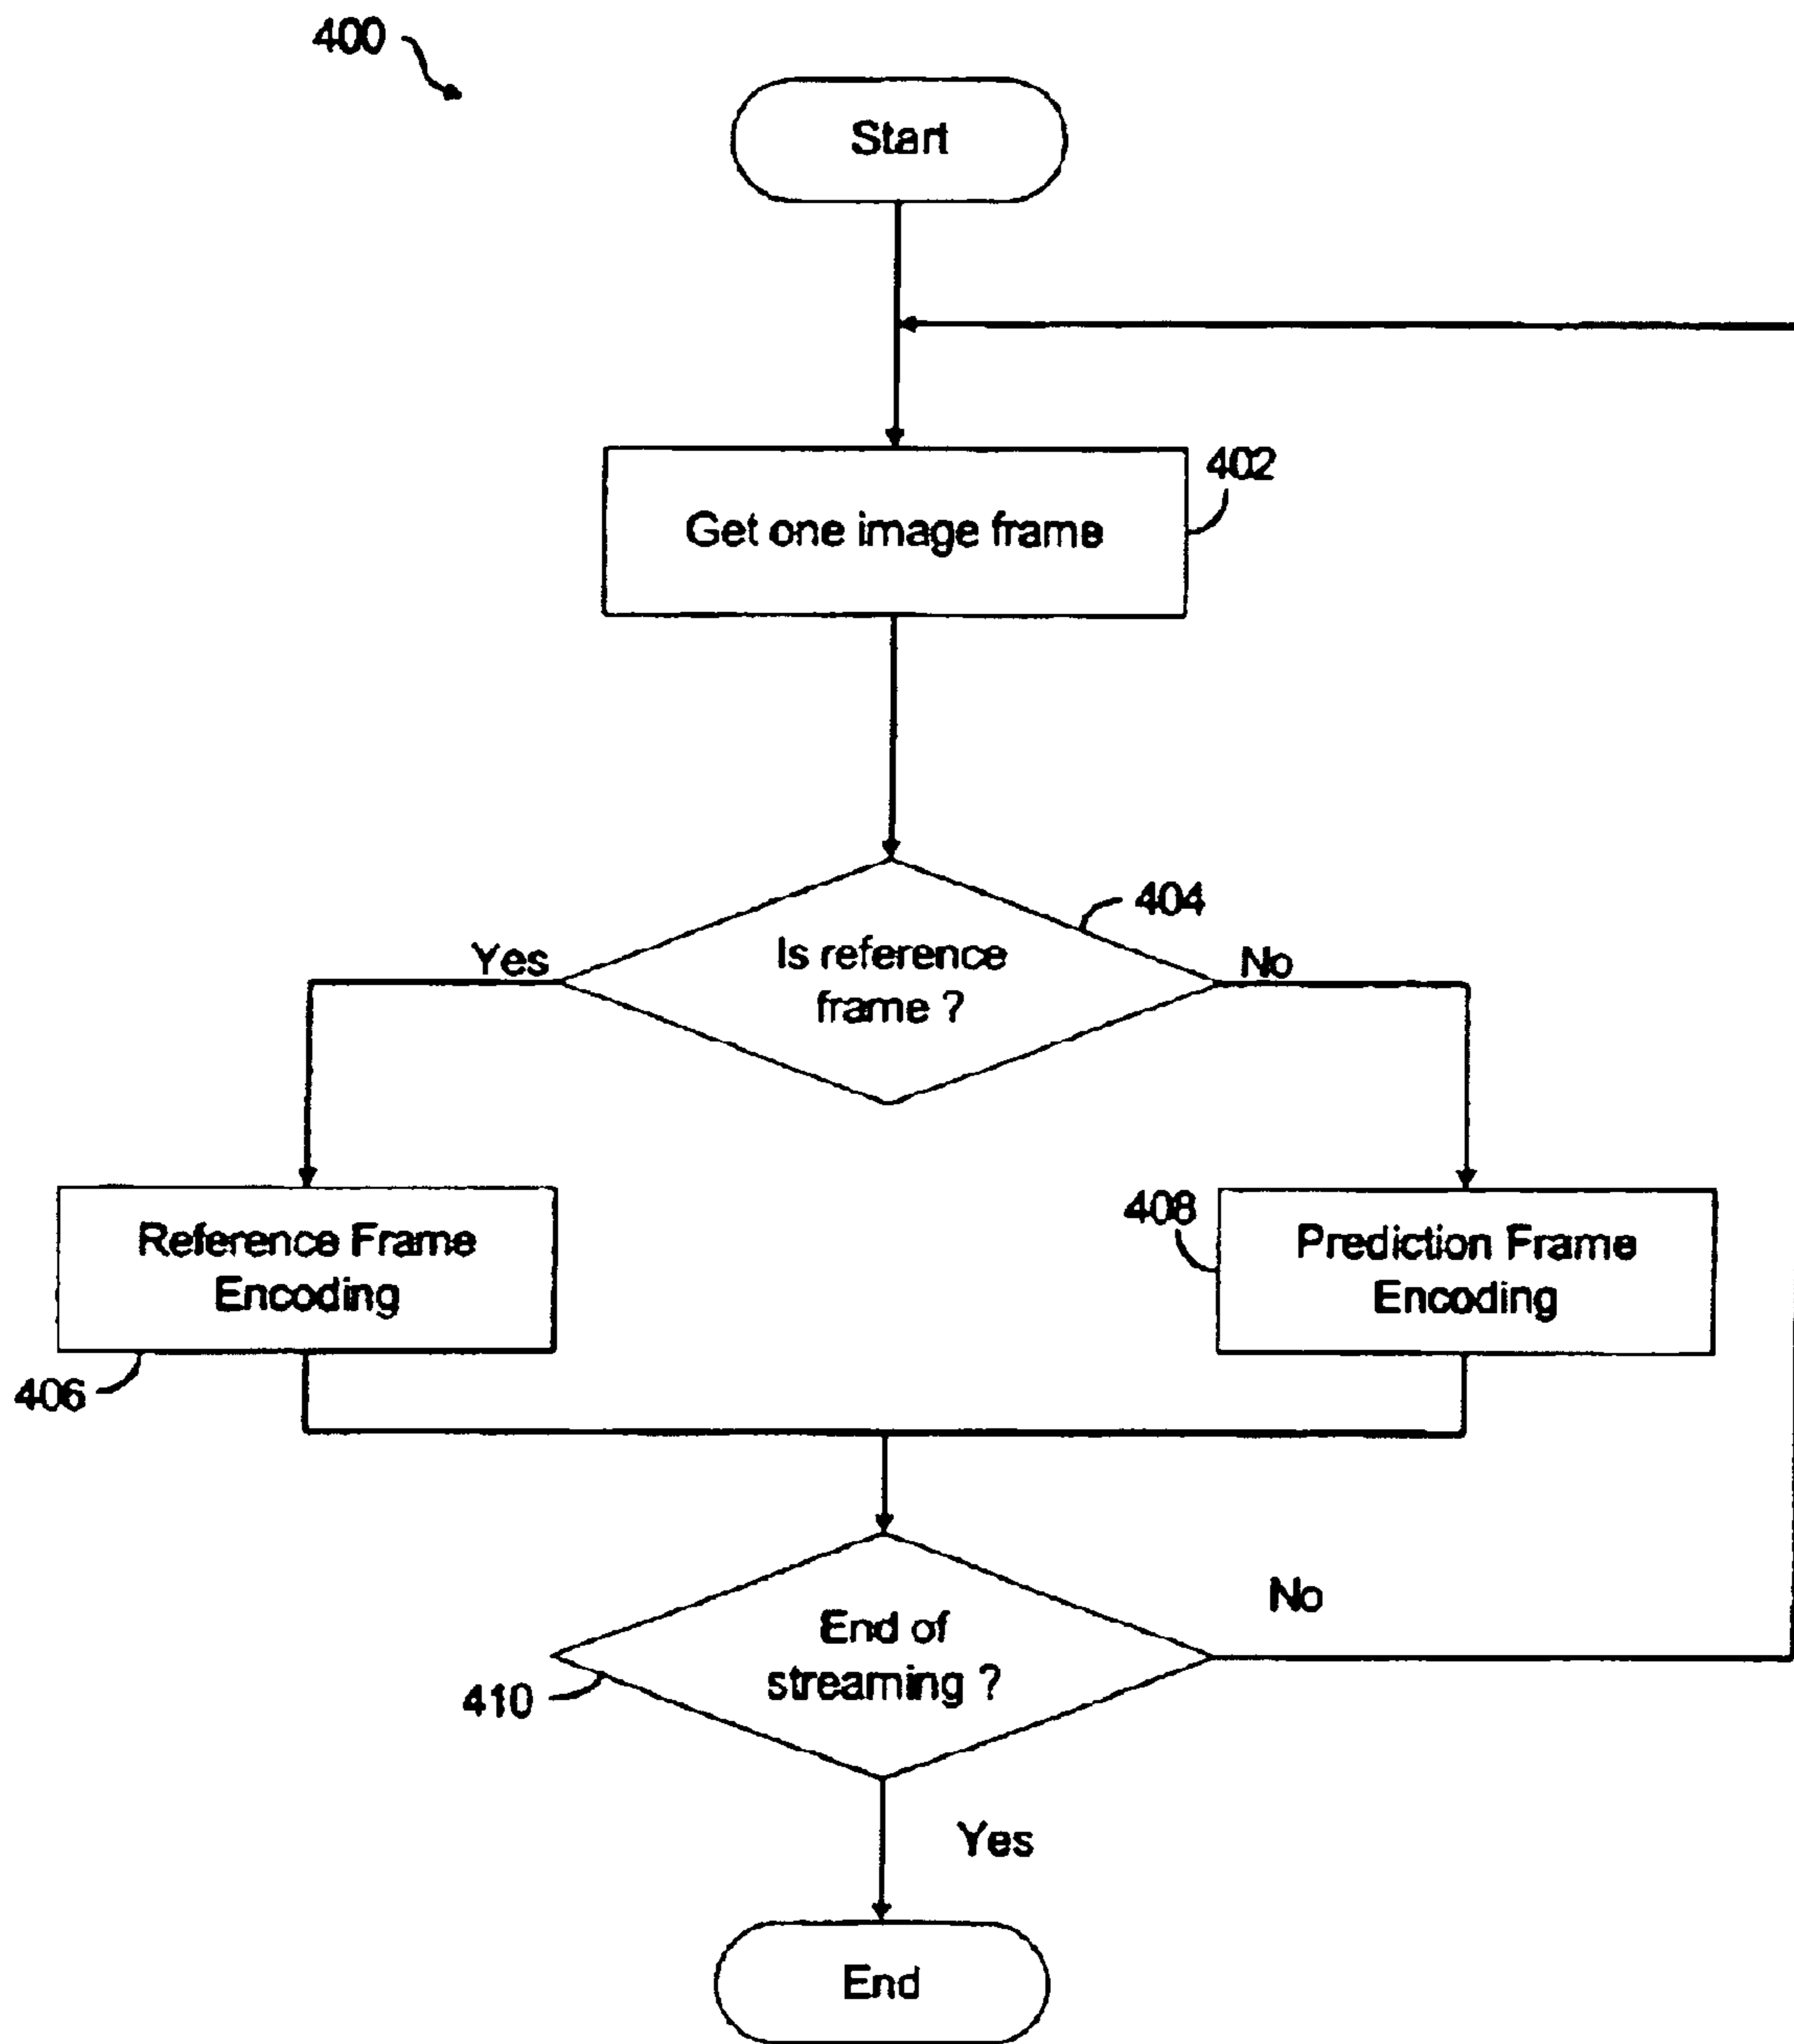 400
Start
402
Get one image frame
404
Yes
Is reference
frame ?
No
Reference Frame
Encoding
406
408
Prediction Frame
Encoding
End of
streaming ?
410
No
Yes
End